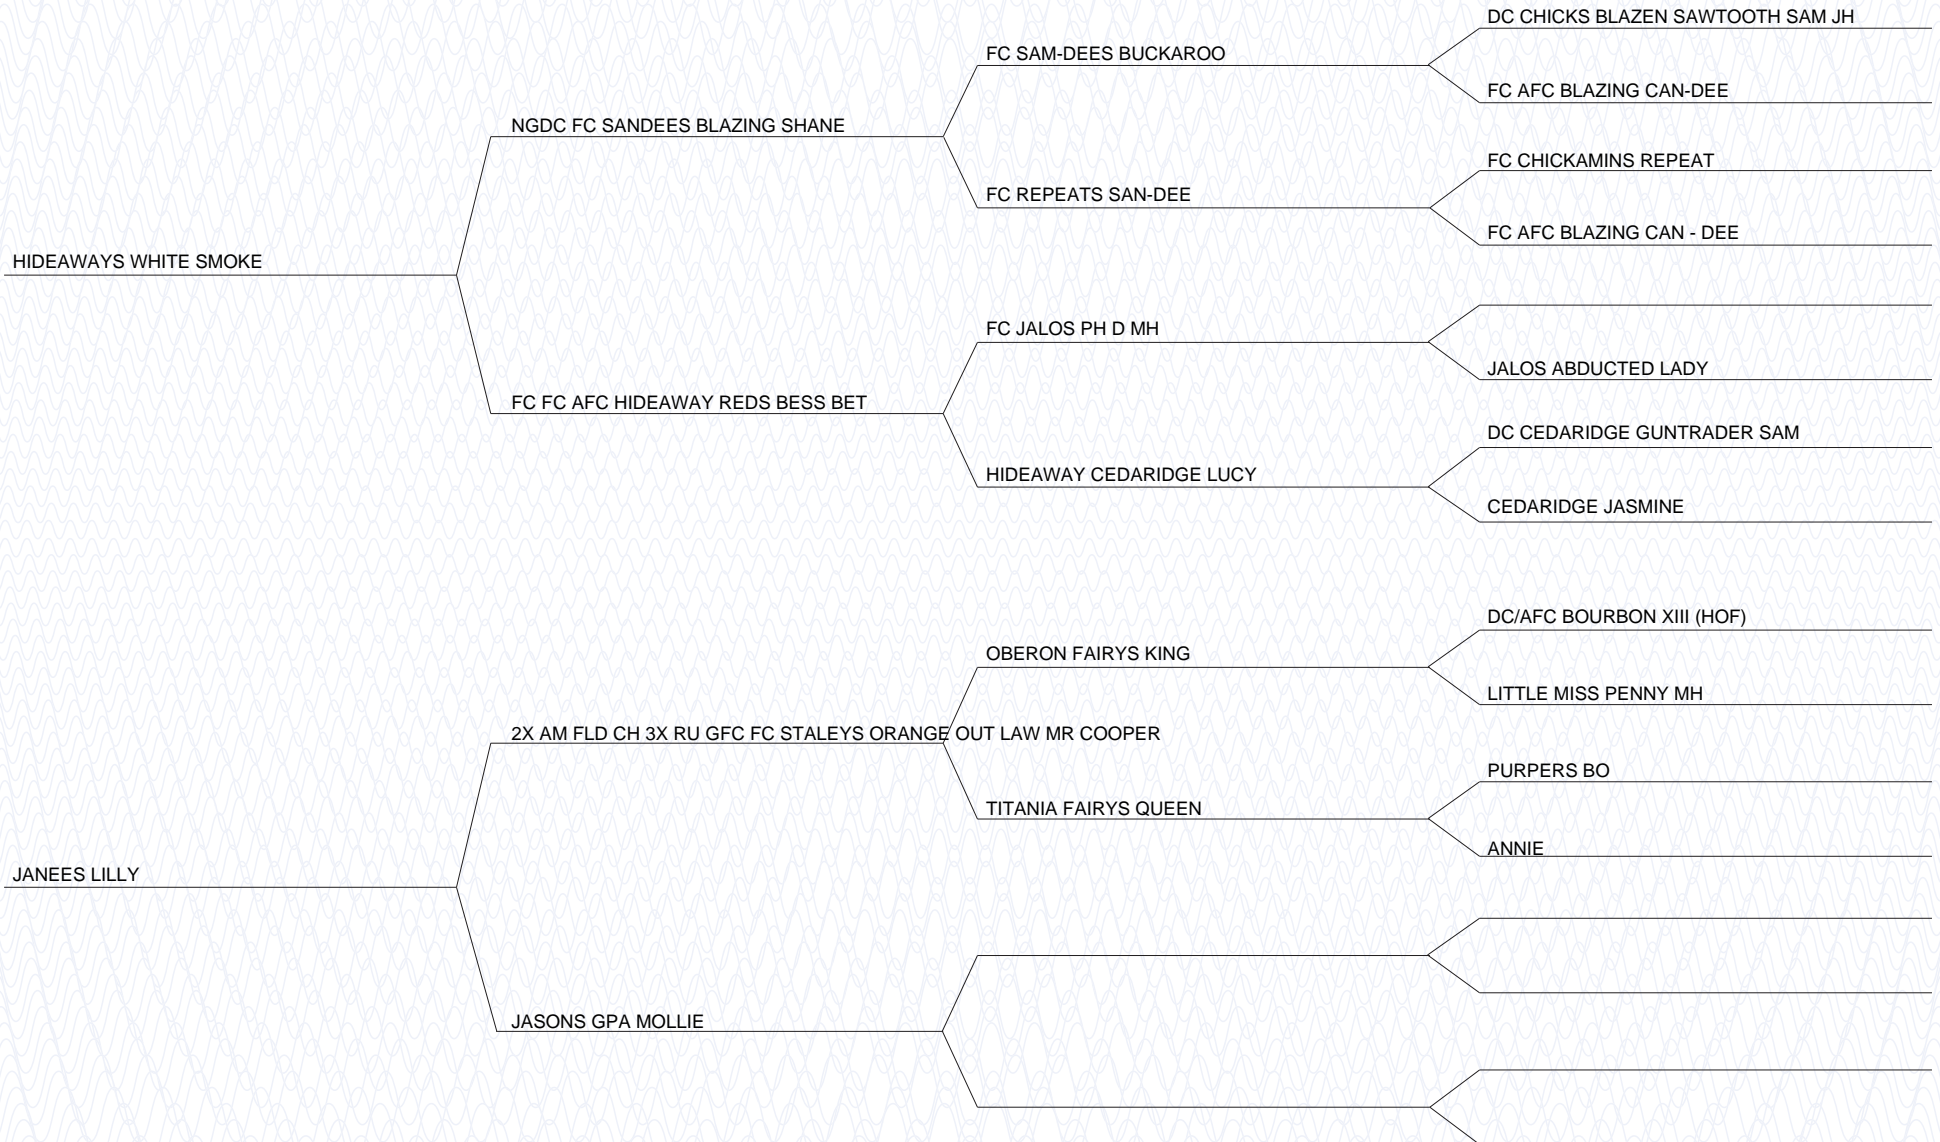 DC CHICKS BLAZEN SAWTOOTH SAM JH
FC SAM-DEES BUCKAROO
FC AFC BLAZING CAN-DEE
NGDC FC SANDEES BLAZING SHANE
FC CHICKAMINS REPEAT
FC REPEATS SAN-DEE
FC AFC BLAZING CAN - DEE
HIDEAWAYS WHITE SMOKE
FC JALOS PH D MH
JALOS ABDUCTED LADY
FC FC AFC HIDEAWAY REDS BESS BET
DC CEDARIDGE GUNTRADER SAM
HIDEAWAY CEDARIDGE LUCY
CEDARIDGE JASMINE
DC/AFC BOURBON XIII (HOF)
OBERON FAIRYS KING
LITTLE MISS PENNY MH
2X AM FLD CH 3X RU GFC FC STALEYS ORANGE OUT LAW MR COOPER
PURPERS BO
TITANIA FAIRYS QUEEN
ANNIE
JANEES LILLY
JASONS GPA MOLLIE